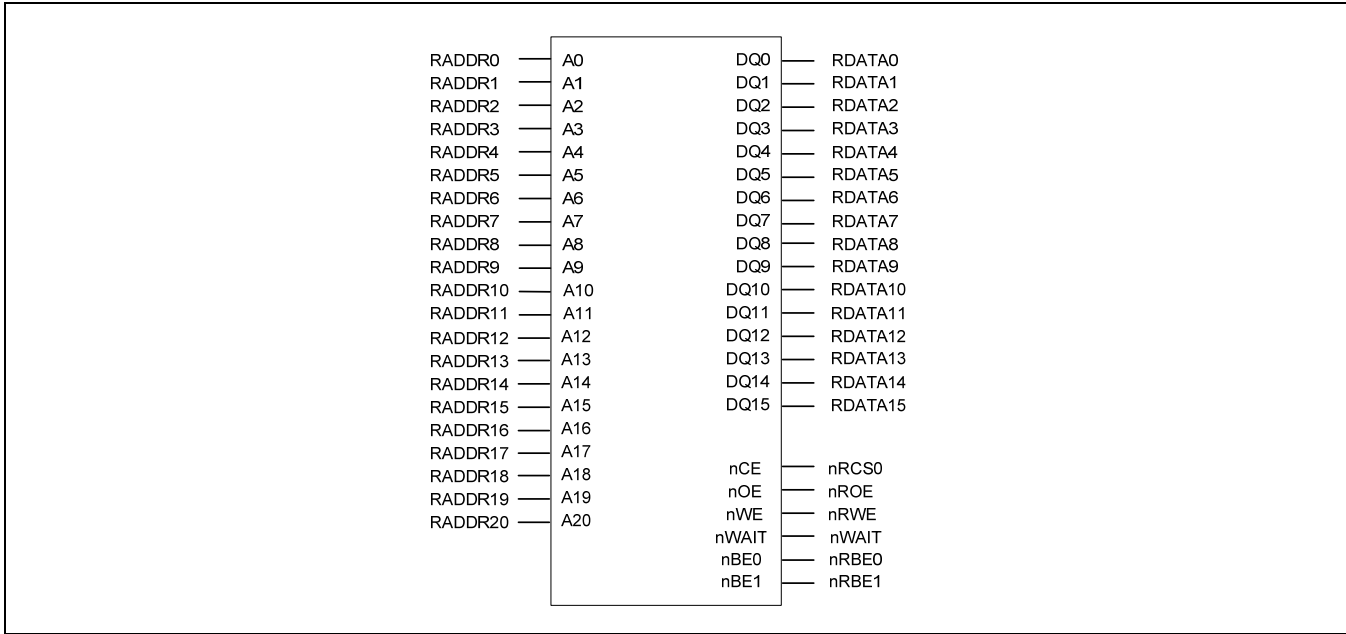 RADDR0 A0 DQ0 RDATA0
RADDR1 A1 DQ1 RDATA1
RADDR2 A2 DQ2 RDATA2
RADDR3 A3 DQ3 RDATA3
RADDR4 A4 DQ4 RDATA4
RADDR5 A5 DQ5 RDATA5
RADDR6 A6 DQ6 RDATA6
RADDR7 A7 DQ7 RDATA7
RADDR8 A8 DQ8 RDATA8
RADDR9 A9 DQ9 RDATA9
RADDR10 A10 DQ10 RDATA10
RADDR11 A11 DQ11 RDATA11
RADDR12 A12 DQ12 RDATA12
RADDR13 A13 DQ13 RDATA13
RADDR14 A14 DQ14 RDATA14
RADDR15 A15 DQ15 RDATA15
RADDR16 A16
RADDR17 A17
RADDR18 A18 nCE nRCS0
RADDR19 A19 nOE nROE
RADDR20 A20 nWE nRWE
nWAIT nWAIT
nBE0 nRBE0
nBE1 nRBE1